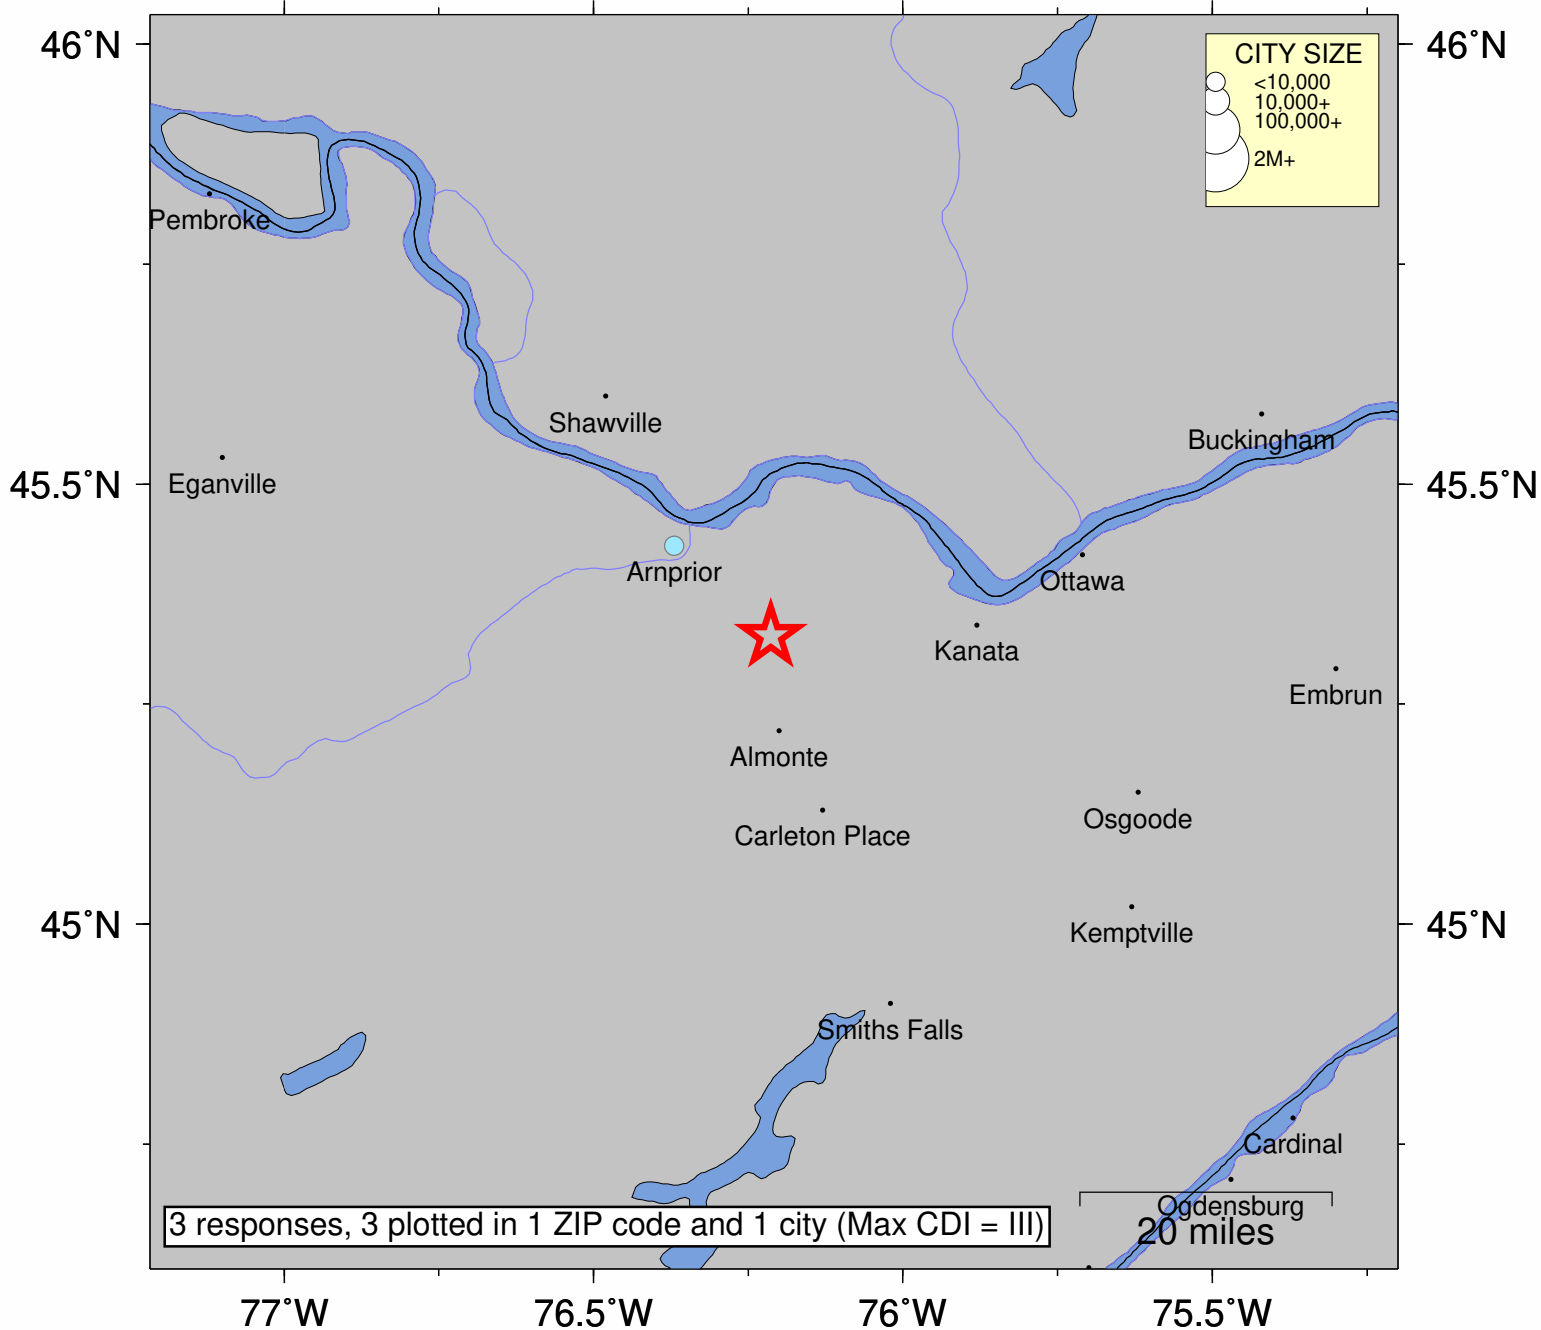 46˚N
46˚N
CITY SIZE
<10,000
10,000+
100,000+
2M+
Pembroke
Shawville
Buckingham
Eganville
45.5˚N
45.5˚N
Arnprior
Ottawa
Kanata
Embrun
Almonte
Osgoode
Carleton Place
45˚N
45˚N
Kemptville
Smiths Falls
Cardinal
Ogdensburg
3 responses, 3 plotted in 1 ZIP code and 1 city (Max CDI = III)
20 miles
77˚W
76.5˚W
76˚W
75.5˚W